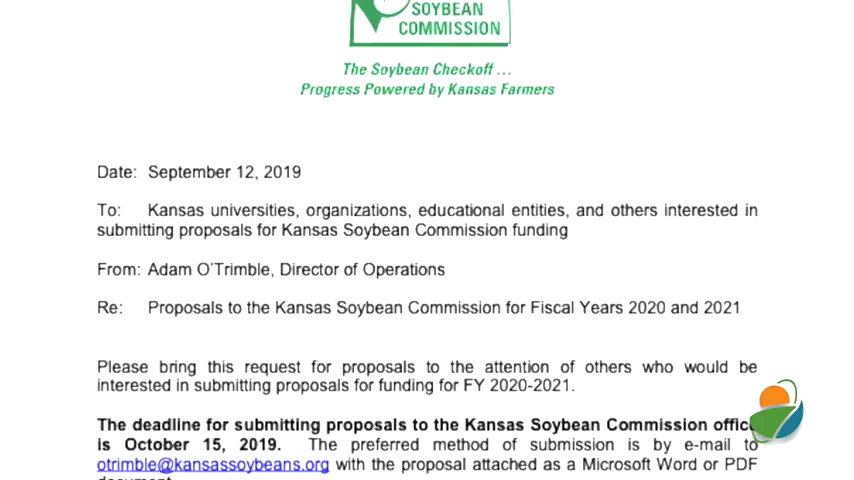 SOYBEAN
COMMISSION
The Soybean Checkoff ...
Progress Powered by Kansas Farmers
Date: September 12, 2019
To: Kansas universities, organizations, educational entities, and others interested in
submitting proposals for Kansas Soybean Commission funding
From: Adam O'Trimble, Director of Operations
Re: Proposals to the Kansas Soybean Commission for Fiscal Years 2020 and 2021
Please bring this request for proposals to the attention of others who would be
interested in submitting proposals for funding for FY 2020-2021.
The deadline for submitting proposals to the Kansas Soybean Commission office
is October 15, 2019. The preferred method of submission is by e-mail to
otrimble@kansassoybeans.org with the proposal attached as a Microsoft Word or PDF